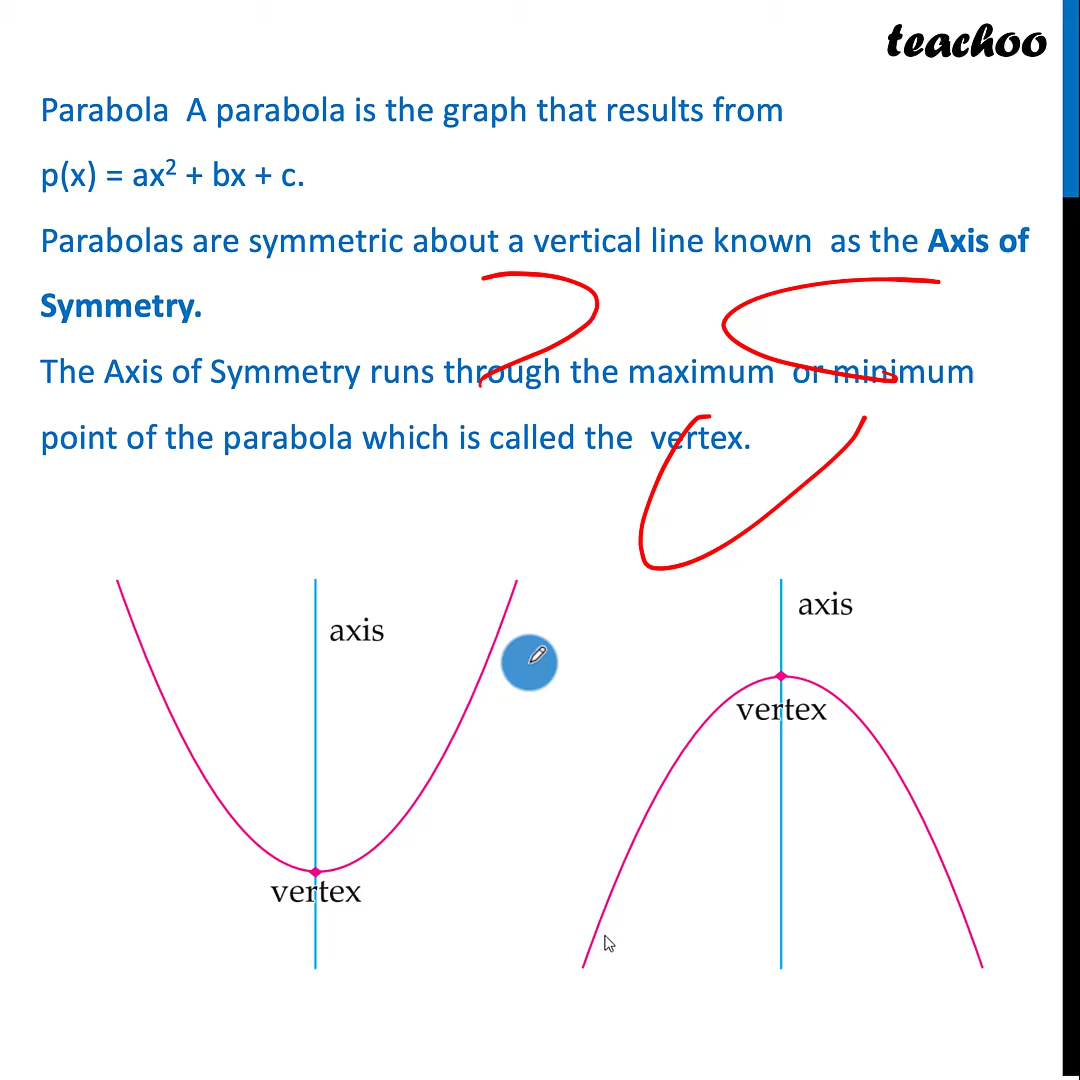 teachoo
Parabola A parabola is the graph that results from
p(x) = ax² + bx + c.
Parabolas are symmetric about a vertical line known as the Axis of
Symmetry.
The Axis of Symmetry runs through the maximum or minimum
point of the parabola which is called the vertex.
axis
vertex
axis
vertex